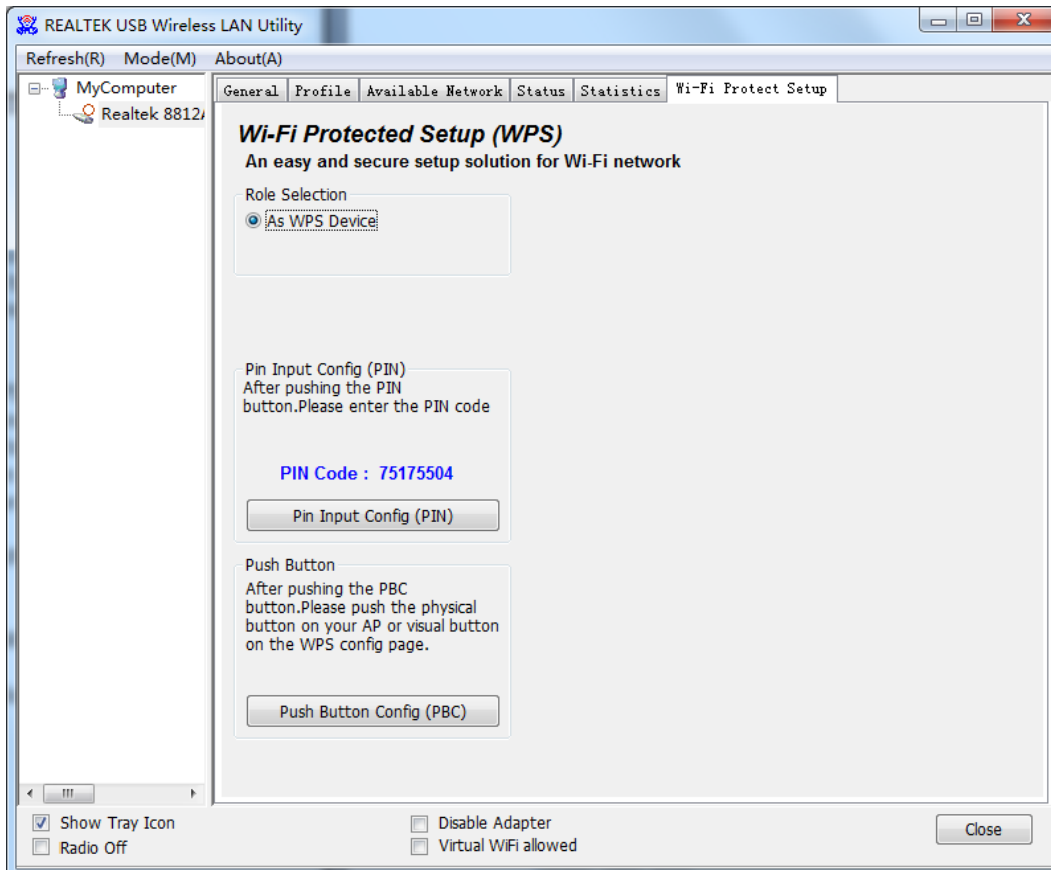 REALTEK USB Wireless LAN Utility
Refresh(R) Mode(M) About(A)
MyComputer
Realtek 8812A
General Profile Available Network Status Statistics Wi-Fi Protect Setup
Wi-Fi Protected Setup (WPS)
An easy and secure setup solution for Wi-Fi network
Role Selection
As WPS Device
Pin Input Config (PIN)
After pushing the PIN
button.Please enter the PIN code
PIN Code : 75175504
Pin Input Config (PIN)
Push Button
After pushing the PBC
button.Please push the physical
button on your AP or visual button
on the WPS config page.
Push Button Config (PBC)
Show Tray Icon
Radio Off
Disable Adapter
Virtual WiFi allowed
Close